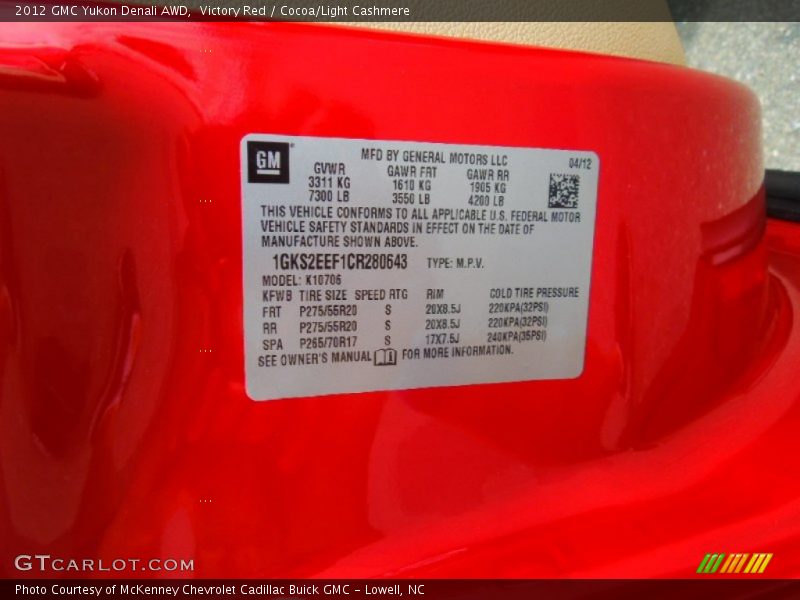 2012 GMC Yukon Denali AWD, Victory Red / Cocoa/Light Cashmere
GM
MFD BY GENERAL MOTORS LLC 04/12
GVWR GAWR FRT GAWR RR
3311 KG 1610 KG 1905 KG
7300 LB 3550 LB 4200 LB
THIS VEHICLE CONFORMS TO ALL APPLICABLE U.S. FEDERAL MOTOR
VEHICLE SAFETY STANDARDS IN EFFECT ON THE DATE OF
MANUFACTURE SHOWN ABOVE.
1GKS2EEF1CR280643 TYPE: M.P.V.
MODEL: K10706
KFWB TIRE SIZE SPEED RTG RIM COLD TIRE PRESSURE
FRT P275/55R20 S 20X8.5J 220KPA(32PSI)
RR P275/55R20 S 20X8.5J 220KPA(32PSI)
SPA P265/70R17 S 17X7.5J 240KPA(35PSI)
SEE OWNER'S MANUAL FOR MORE INFORMATION.
GTCARLOT.COM
Photo Courtesy of McKenney Chevrolet Cadillac Buick GMC - Lowell, NC